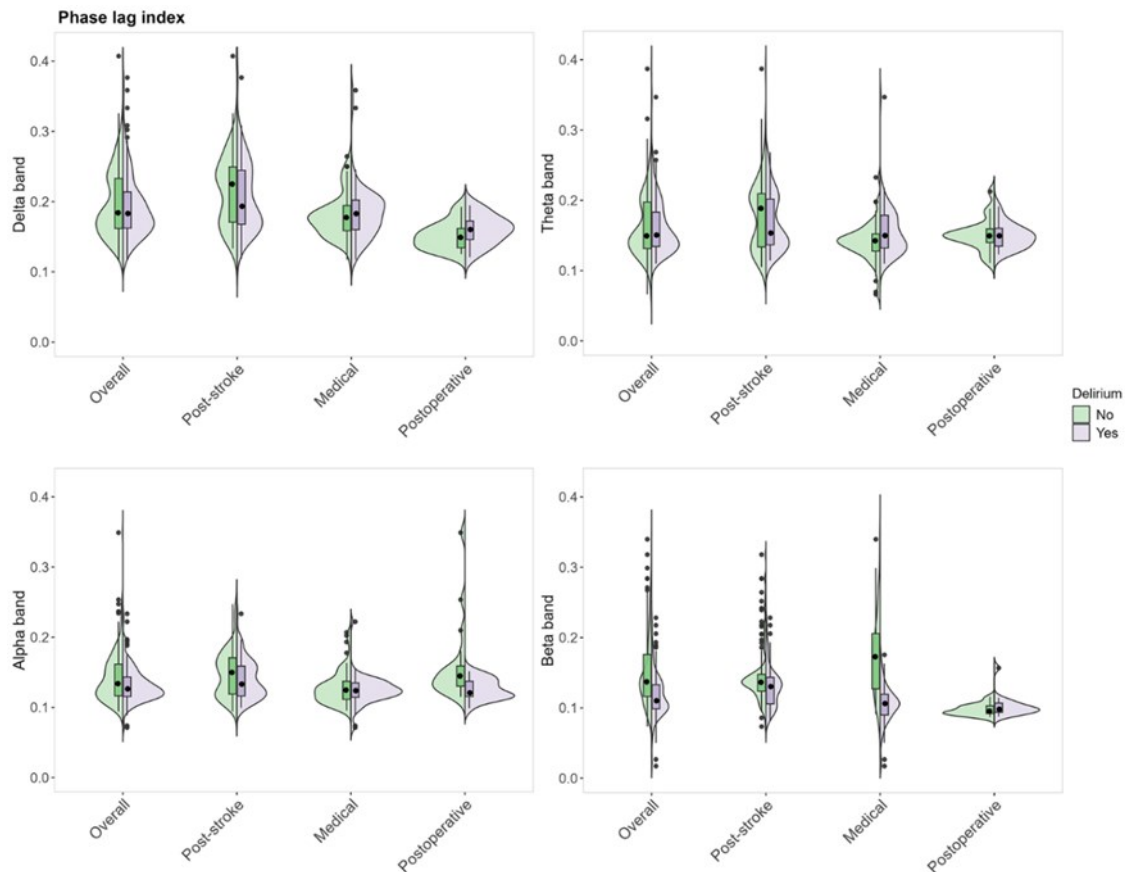 Phase lag index
Delta band
0.4
0.3
0.2
0.1
0.0
Overall
Post-stroke
Medical
Postoperative
Theta band
0.4
0.3
0.2
0.1
0.0
Overall
Post-stroke
Medical
Postoperative
Delirium
No
Yes
Alpha band
0.4
0.3
0.2
0.1
0.0
Overall
Post-stroke
Medical
Postoperative
Beta band
0.4
0.3
0.2
0.1
0.0
Overall
Post-stroke
Medical
Postoperative